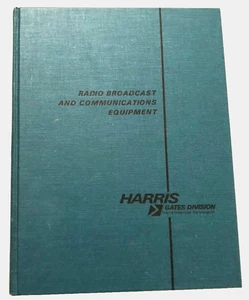 RADIO BROADCAST
AND COMMUNICATIONS
EQUIPMENT
HARRIS
GATES DIVISION